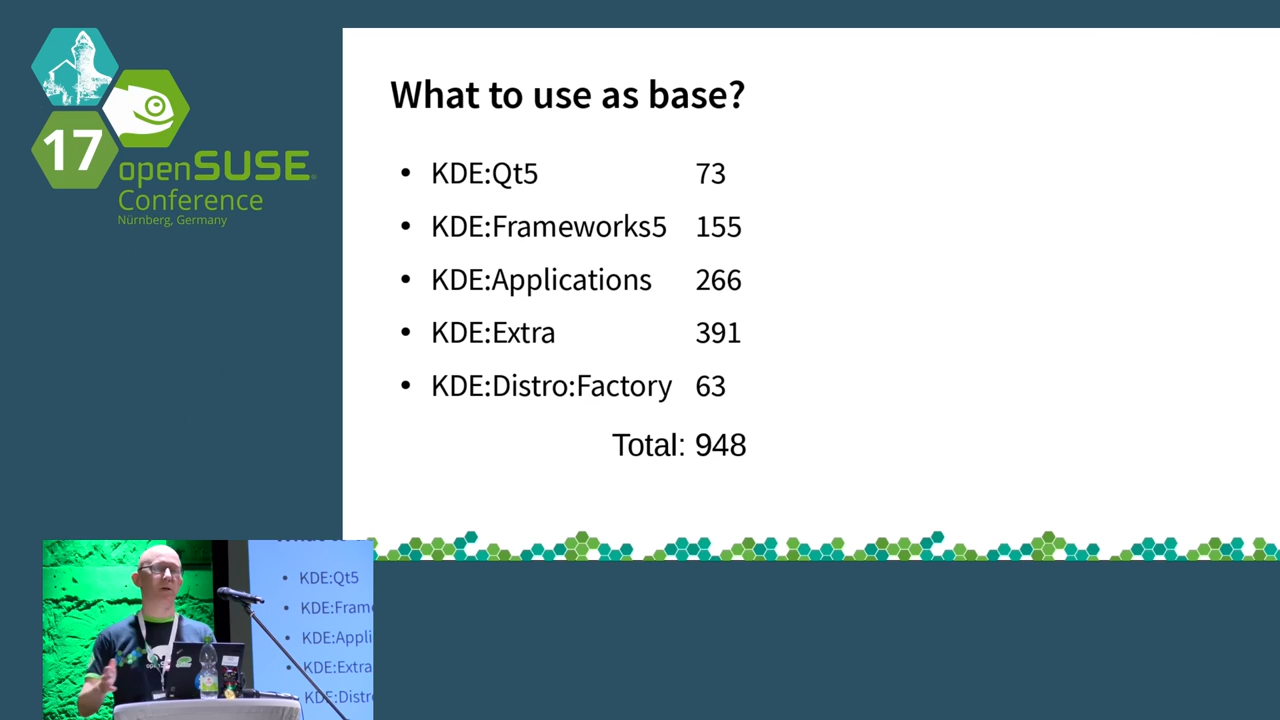 17
openSUSE
Conference
Nürnberg, Germany
What to use as base?
• KDE:Qt5 73
• KDE:Frameworks5 155
• KDE:Applications 266
• KDE:Extra 391
• KDE:Distro:Factory 63
Total: 948
• KDE:Qt5
• KDE:Frame
• KDE:Appli
• KDE:Extra
• KDE:Distr